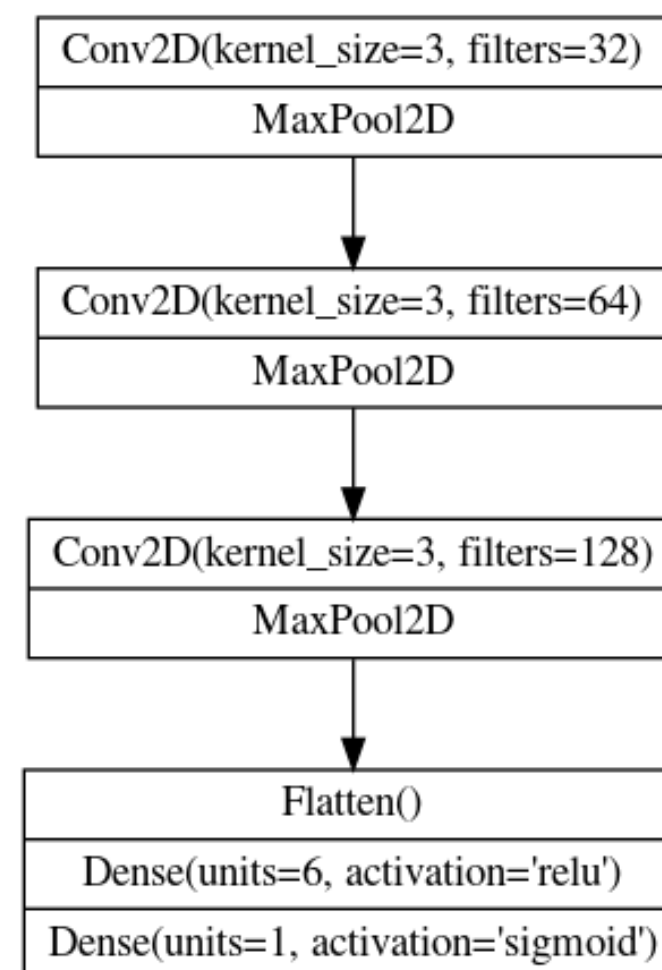 Conv2D(kernel_size=3, filters=32)
MaxPool2D
Conv2D(kernel_size=3, filters=64)
MaxPool2D
Conv2D(kernel_size=3, filters=128)
MaxPool2D
Flatten()
Dense(units=6, activation='relu')
Dense(units=1, activation='sigmoid')